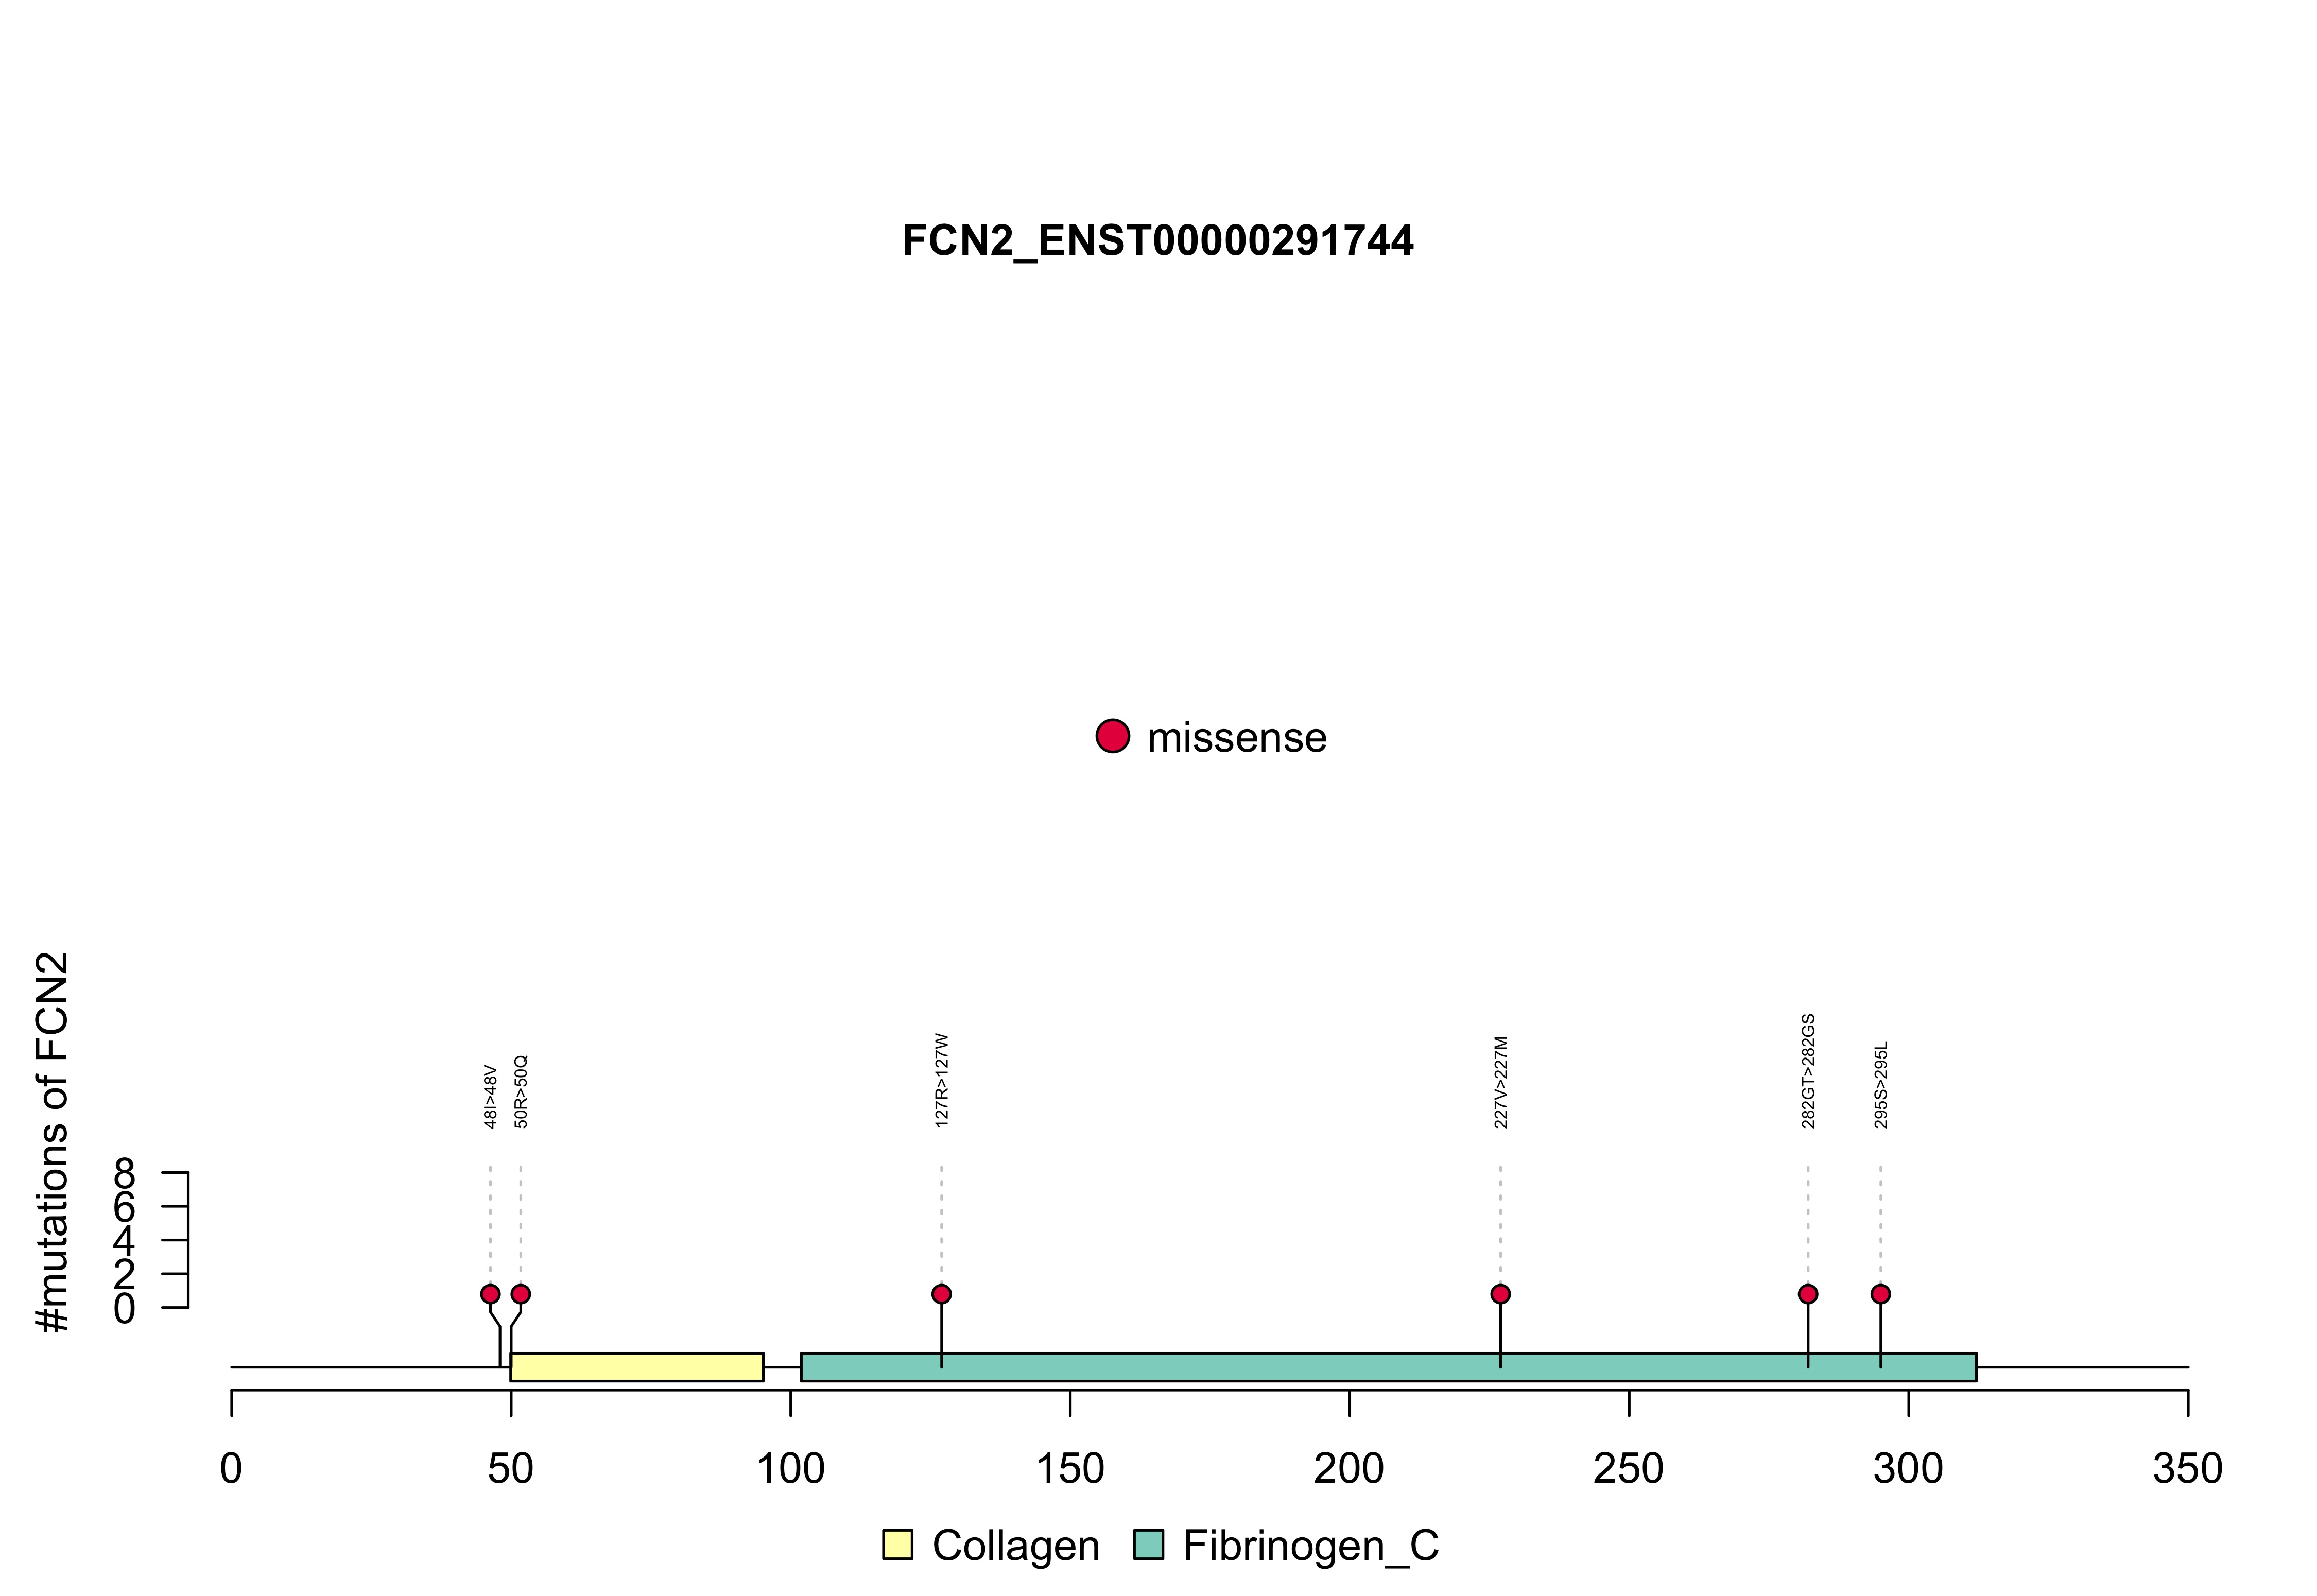 FCN2_ENST00000291744
missense
#mutations of FCN2
48I>48V
50R>50Q
127R>127W
227V>227M
282GT>282GS
295S>295L
8
6
4
2
0
0 50 100 150 200 250 300 350
Collagen Fibrinogen_C